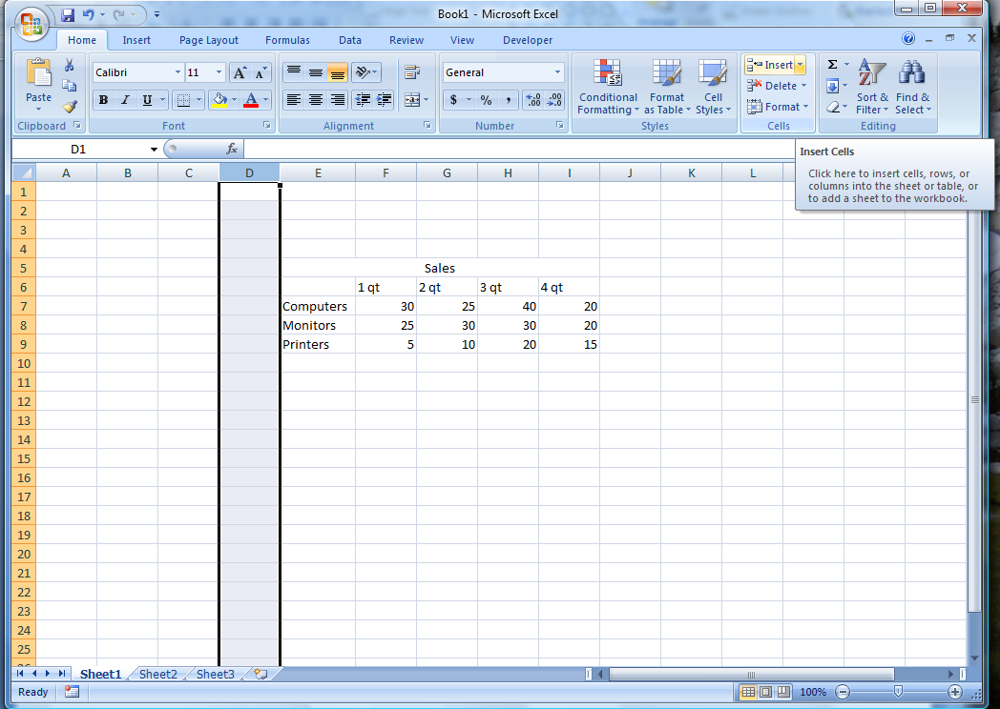 Book1 - Microsoft Excel
Home Insert Page Layout Formulas Data Review View Developer
Calibri 11 General Insert
Paste B I U $ % , Conditional Formatting Format as Table Cell Styles Delete Format Σ Sort & Filter Find & Select
Clipboard Font Alignment Number Styles Cells Editing
D1 fx
Insert Cells
Click here to insert cells, rows, or
columns into the sheet or table, or
to add a sheet to the workbook.
A B C D E F G H I J K L
1
2
3
4
5 Sales
6 1 qt 2 qt 3 qt 4 qt
7 Computers 30 25 40 20
8 Monitors 25 30 30 20
9 Printers 5 10 20 15
10
11
12
13
14
15
16
17
18
19
20
21
22
23
24
25
Sheet1 Sheet2 Sheet3
Ready 100%